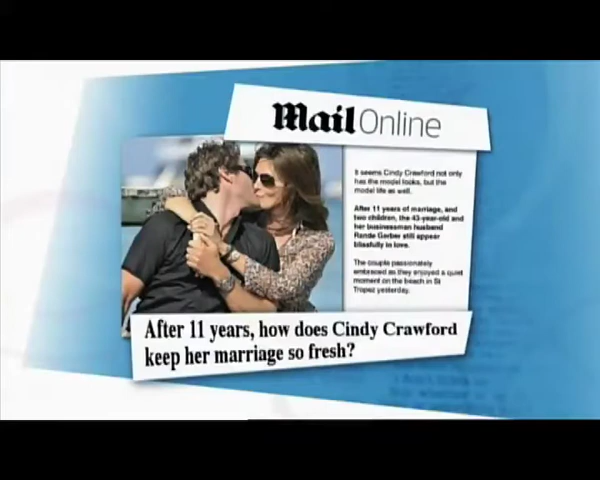 Mail Online
It seems Cindy Crawford not only
has the model looks, but the
model life as well.
After 11 years of marriage, and
two children, the 43-year-old and
her businessman husband
Rande Gerber still appear
blissfully in love.
The couple passionately
embraced as they enjoyed a quiet
moment on the beach in St
Tropez yesterday.
After 11 years, how does Cindy Crawford
keep her marriage so fresh?